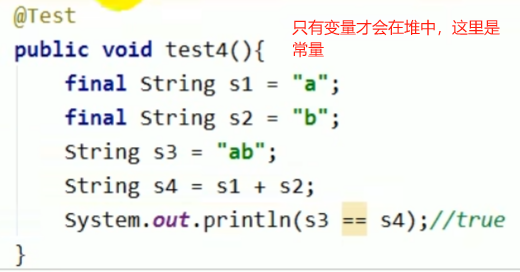 @Test
只有变量才会在堆中，这里是
常量
public void test4(){
final String s1 = "a";
final String s2 = "b";
String s3 = "ab";
String s4 = s1 + s2;
System.out.println(s3 == s4);//true
}